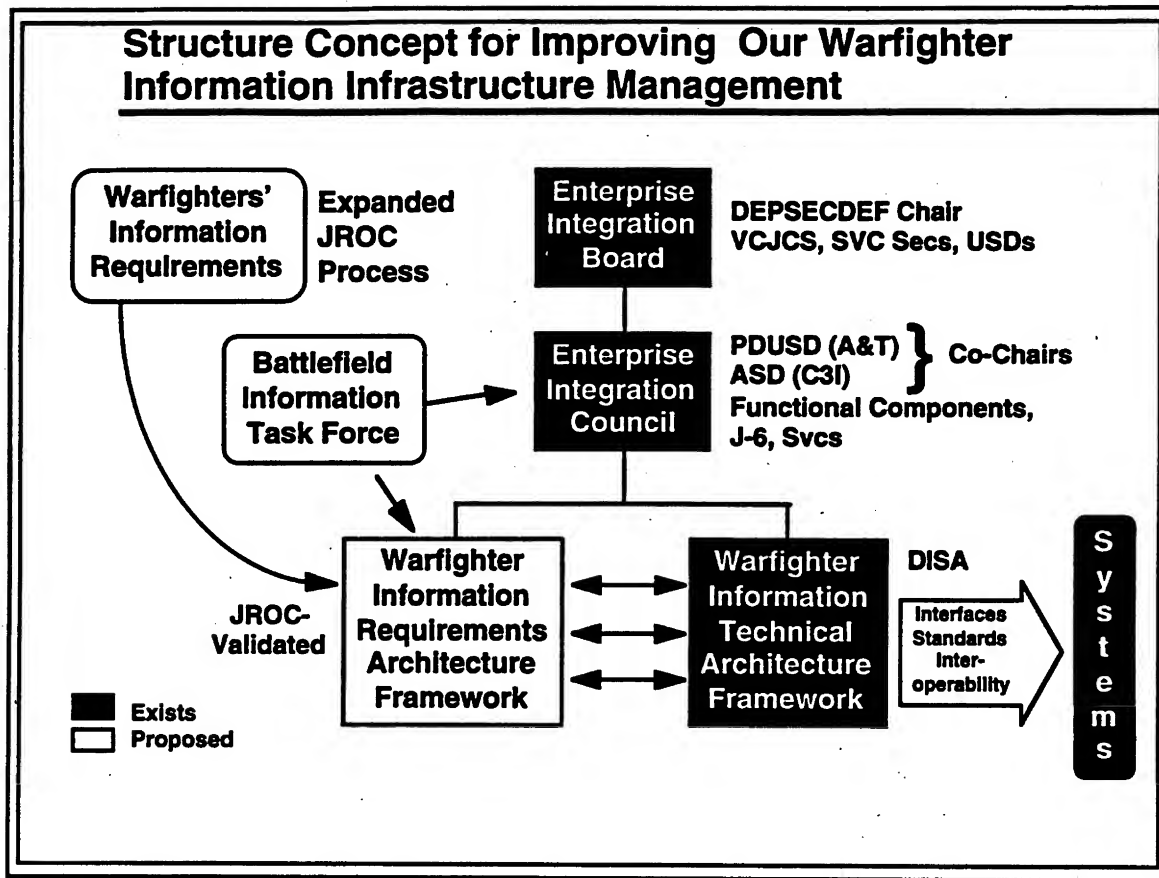 Structure Concept for Improving Our Warfighter
Information Infrastructure Management
Warfighters'
Information
Requirements
Expanded
JROC
Process
Enterprise
Integration
Board
DEPSECDEF Chair
VCJCS, SVC Secs, USDs
Battlefield
Information
Task Force
Enterprise
Integration
Council
PDUSD (A&T)
ASD (C3I)
} Co-Chairs
Functional Components,
J-6, Svcs
JROC-
Validated
Warfighter
Information
Requirements
Architecture
Framework
Warfighter
Information
Technical
Architecture
Framework
DISA
Interfaces
Standards
Inter-
operability
Systems
Exists
Proposed